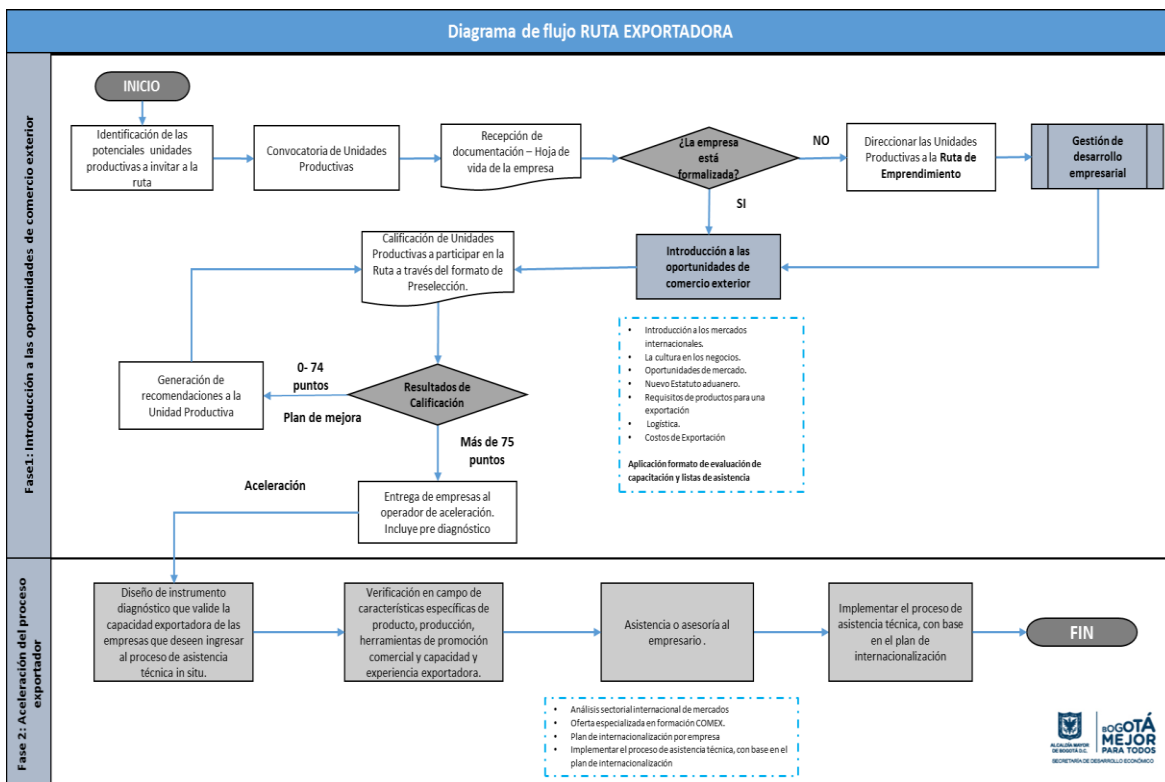 Diagrama de flujo RUTA EXPORTADORA
Fase1: Introducción a las oportunidades de comercio exterior
INICIO
Identificación de las
potenciales unidades
productivas a invitar a la
ruta
Convocatoria de Unidades
Productivas
Recepción de
documentación – Hoja de
vida de la empresa
¿La empresa
está
formalizada?
NO
Direccionar las Unidades
Productivas a la Ruta de
Emprendimiento
Gestión de
desarrollo
empresarial
SI
Calificación de Unidades
Productivas a participar en la
Ruta a través del formato de
Preselección.
Introducción a las
oportunidades de
comercio exterior
• Introducción a los mercados
internacionales.
• La cultura en los negocios.
• Oportunidades de mercado.
• Nuevo Estatuto aduanero.
• Requisitos de productos para una
exportación
• Logística.
• Costos de Exportación
Aplicación formato de evaluación de
capacitación y listas de asistencia
Generación de
recomendaciones a la
Unidad Productiva
0- 74
puntos
Plan de mejora
Resultados de
Calificación
Más de 75
puntos
Aceleración
Entrega de empresas al
operador de aceleración.
Incluye pre diagnóstico
Fase 2: Aceleración del proceso
exportador
Diseño de instrumento
diagnóstico que valide la
capacidad exportadora de las
empresas que deseen ingresar
al proceso de asistencia
técnica in situ.
Verificación en campo de
características específicas de
producto, producción,
herramientas de promoción
comercial y capacidad y
experiencia exportadora.
Asistencia o asesoría al
empresario .
Implementar el proceso de
asistencia técnica, con base
en el plan de
internacionalización
FIN
• Análisis sectorial internacional de mercados
• Oferta especializada en formación COMEX.
• Plan de internacionalización por empresa
• Implementar el proceso de asistencia técnica, con base en el
plan de internacionalización
ALCALDÍA MAYOR
DE BOGOTÁ D.C.
BOGOTÁ
MEJOR
PARA TODOS
SECRETARÍA DE DESARROLLO ECONÓMICO